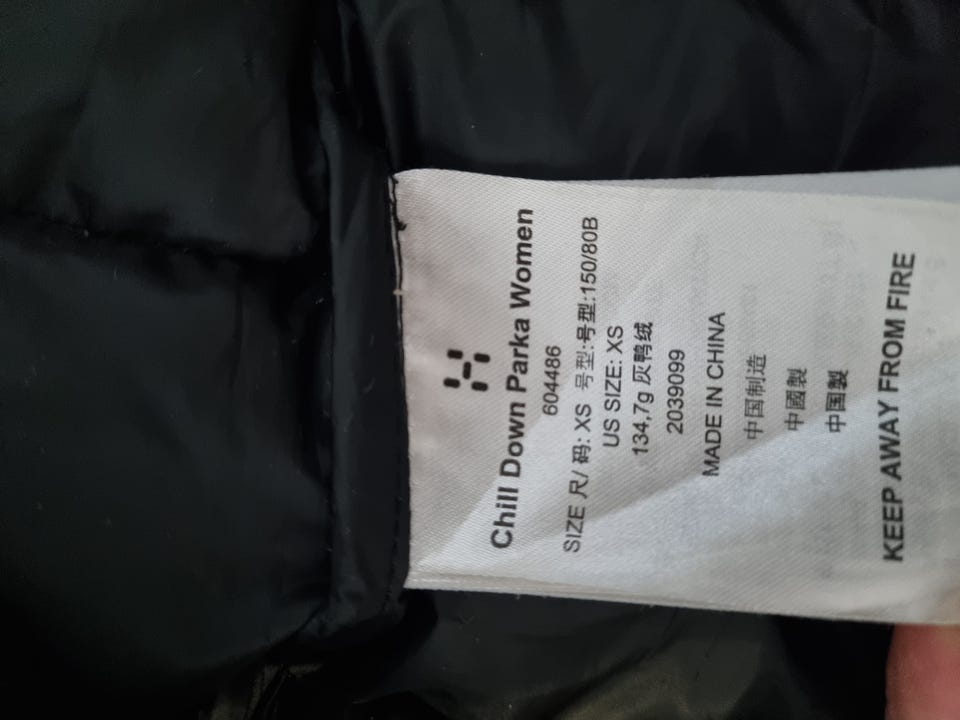 Chill Down Parka Women
604486
SIZE 尺/ 码: XS 号型:号型:150/80B
US SIZE: XS
134,7g 灰鸭绒
2039099
MADE IN CHINA
中国制造
中國製
中国製
KEEP AWAY FROM FIRE